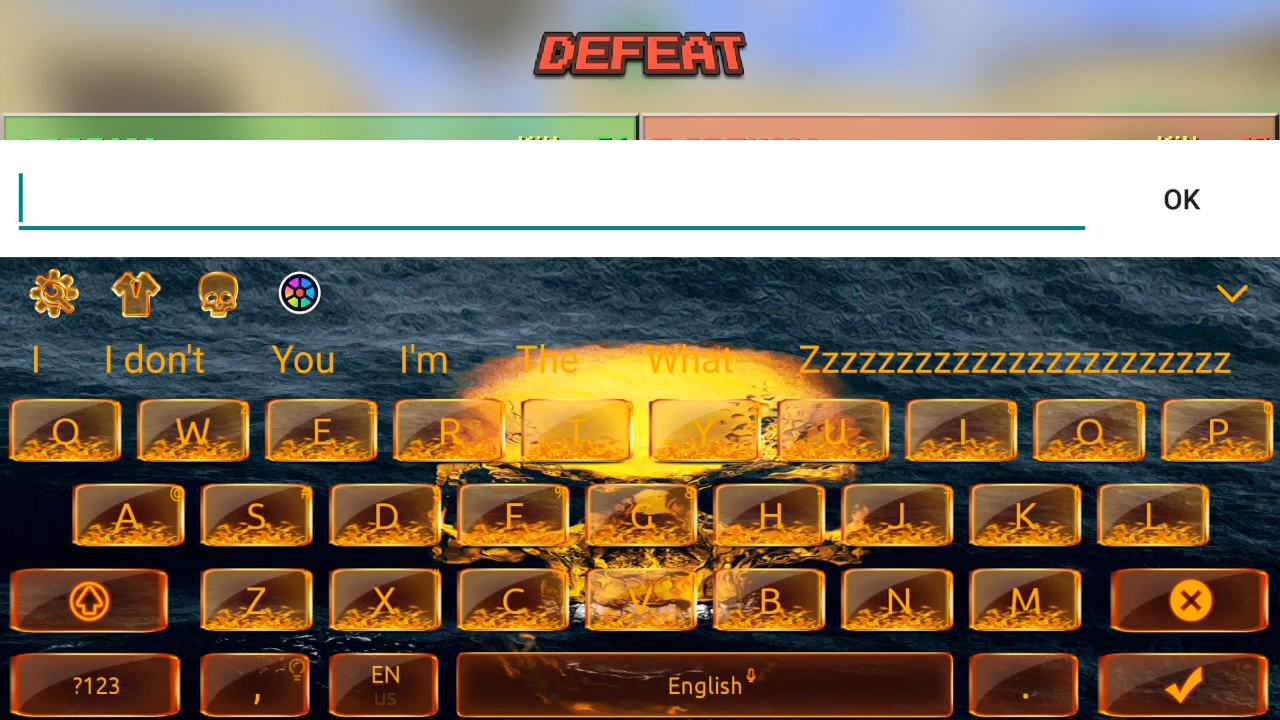 DEFEAT
OK
I I don't You I'm The What Zzzzzzzzzzzzzzzzzzzzzzz
Q W E R T Y U I O P
A S D F G H J K L
Z X C V B N M
?123 , EN US English .